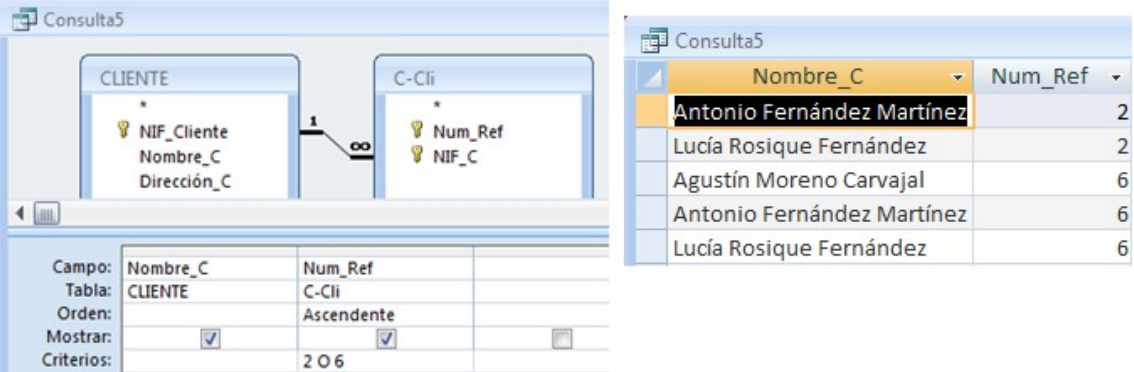 Consulta5
CLIENTE
*
NIF_Cliente
Nombre_C
Dirección_C
1
∞
C-Cli
*
Num_Ref
NIF_C
Campo: Nombre_C Num_Ref
Tabla: CLIENTE C-Cli
Orden: Ascendente
Mostrar:
Criterios: 2 O 6
Consulta5
Nombre_C Num_Ref
Antonio Fernández Martínez 2
Lucía Rosique Fernández 2
Agustín Moreno Carvajal 6
Antonio Fernández Martínez 6
Lucía Rosique Fernández 6